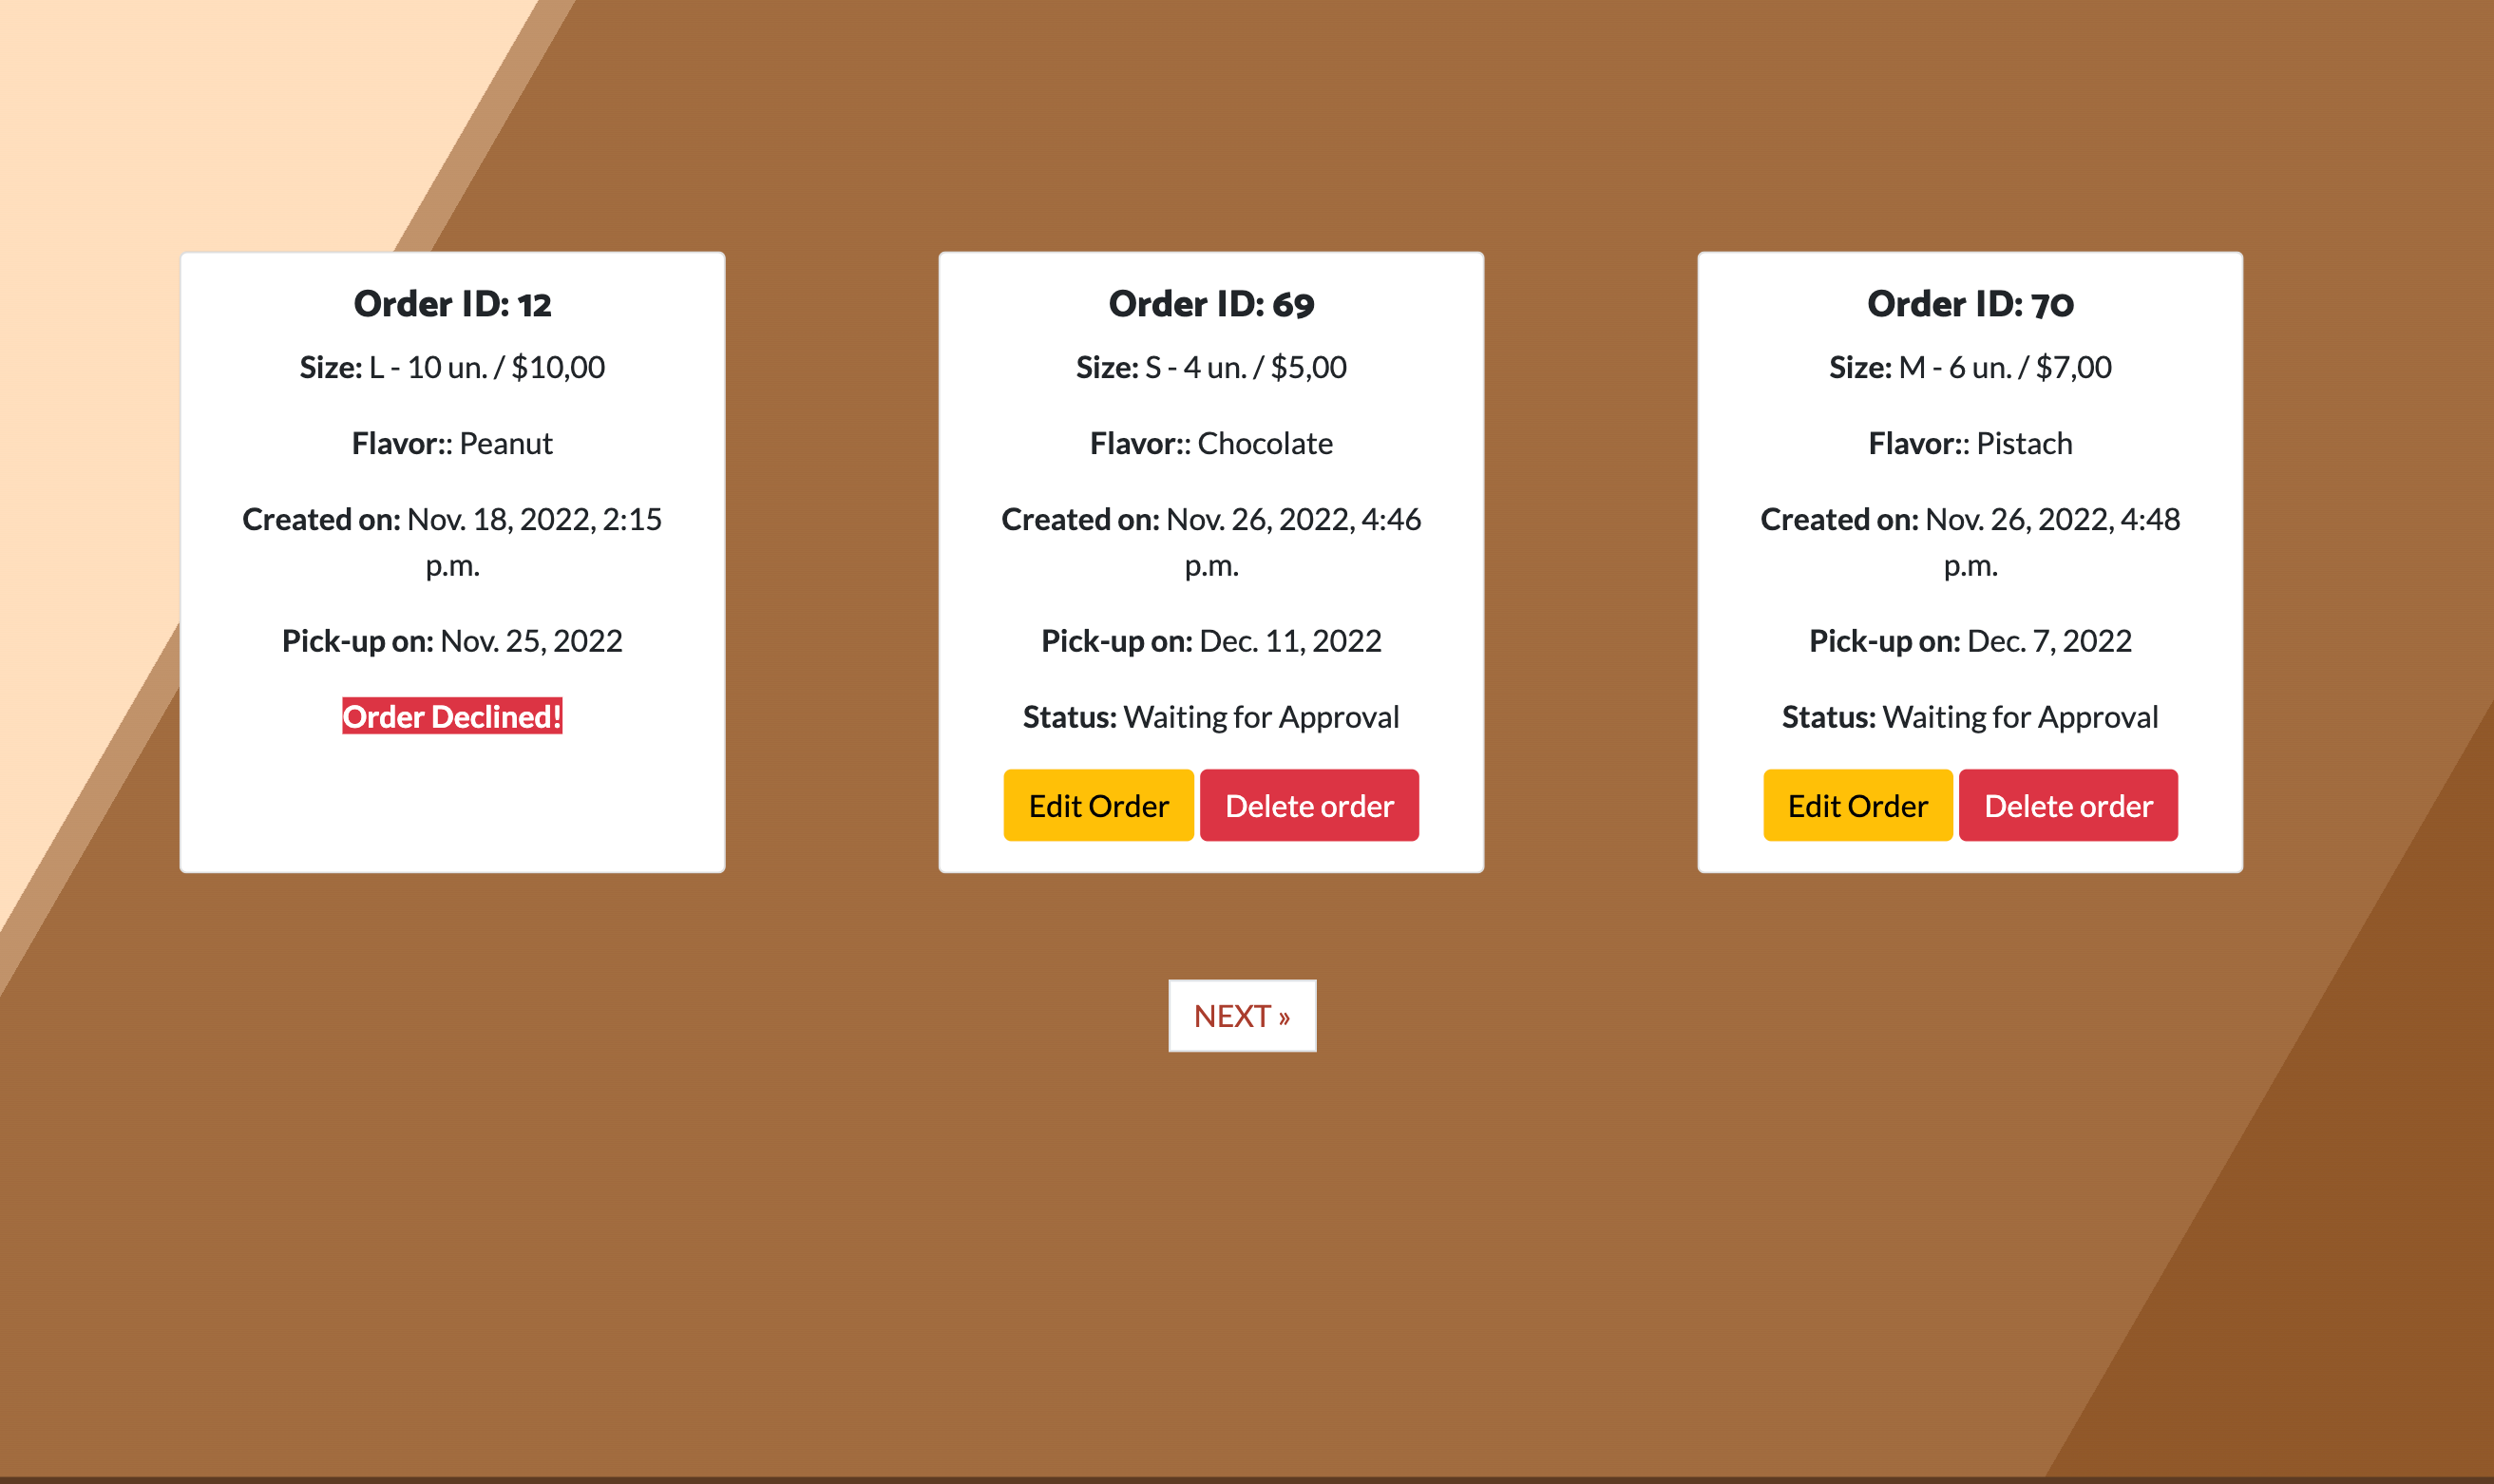 Order ID: 12
Size: L - 10 un. / $10,00
Flavor:: Peanut
Created on: Nov. 18, 2022, 2:15
p.m.
Pick-up on: Nov. 25, 2022
Order Declined!
Order ID: 69
Size: S - 4 un. / $5,00
Flavor:: Chocolate
Created on: Nov. 26, 2022, 4:46
p.m.
Pick-up on: Dec. 11, 2022
Status: Waiting for Approval
Edit Order Delete order
Order ID: 70
Size: M - 6 un. / $7,00
Flavor:: Pistach
Created on: Nov. 26, 2022, 4:48
p.m.
Pick-up on: Dec. 7, 2022
Status: Waiting for Approval
Edit Order Delete order
NEXT »